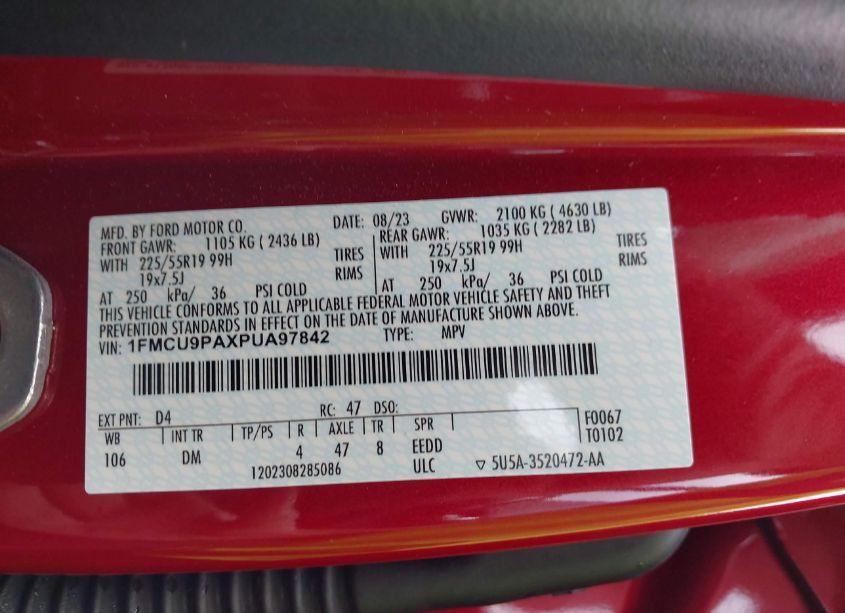 MFD. BY FORD MOTOR CO. DATE: 08/23 GVWR: 2100 KG ( 4630 LB)
FRONT GAWR: 1105 KG ( 2436 LB) REAR GAWR: 1035 KG ( 2282 LB)
WITH 225/55R19 99H TIRES WITH 225/55R19 99H TIRES
19x7.5J RIMS 19x7.5J RIMS
AT 250 kPa/ 36 PSI COLD AT 250 kPa/ 36 PSI COLD
THIS VEHICLE CONFORMS TO ALL APPLICABLE FEDERAL MOTOR VEHICLE SAFETY AND THEFT
PREVENTION STANDARDS IN EFFECT ON THE DATE OF MANUFACTURE SHOWN ABOVE.
VIN: 1FMCU9PAXPUA97842 TYPE: MPV
EXT PNT: D4 RC: 47 DSO:
WB INT TR TP/PS R AXLE TR SPR F0067
106 DM 4 47 8 EEDD T0102
1202308285086 ULC ▽ 5U5A-3520472-AA